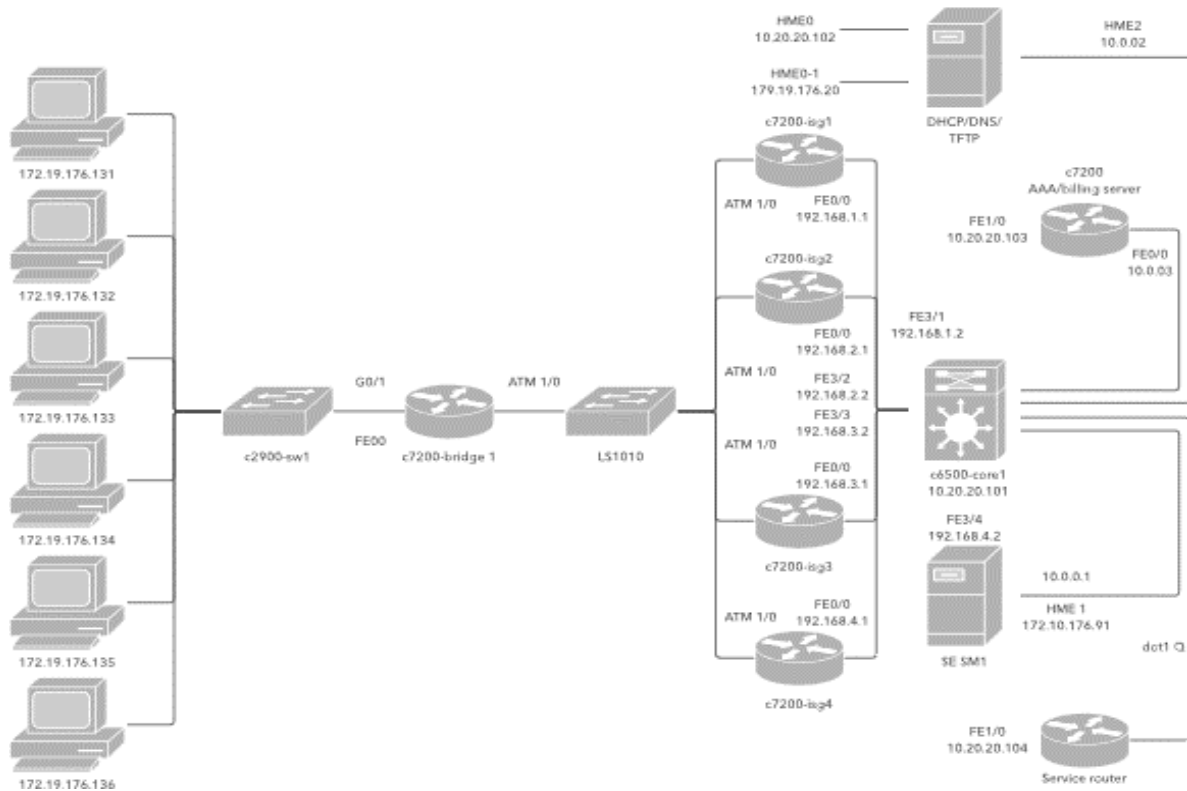 HME0
10.20.20.102
HME2
10.0.02
HME0-1
179.19.176.20
DHCP/DNS/
TFTP
c7200-isg1
172.19.176.131
ATM 1/0
FE0/0
192.168.1.1
c7200
AAA/billing server
FE1/0
10.20.20.103
FE0/0
10.0.03
c7200-isg2
172.19.176.132
FE3/1
192.168.1.2
FE0/0
192.168.2.1
ATM 1/0
FE3/2
192.168.2.2
FE3/3
192.168.3.2
172.19.176.133
G0/1
ATM 1/0
FE00
c2900-sw1
c7200-bridge 1
LS1010
ATM 1/0
FE0/0
192.168.3.1
c6500-core1
10.20.20.101
172.19.176.134
FE3/4
192.168.4.2
c7200-isg3
10.0.0.1
HME 1
172.10.176.91
ATM 1/0
FE0/0
192.168.4.1
SE SM1
dot1 Q
172.19.176.135
c7200-isg4
FE1/0
10.20.20.104
Service router
172.19.176.136